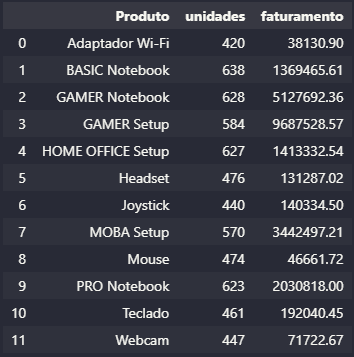 Produto unidades faturamento
0 Adaptador Wi-Fi 420 38130.90
1 BASIC Notebook 638 1369465.61
2 GAMER Notebook 628 5127692.36
3 GAMER Setup 584 9687528.57
4 HOME OFFICE Setup 627 1413332.54
5 Headset 476 131287.02
6 Joystick 440 140334.50
7 MOBA Setup 570 3442497.21
8 Mouse 474 46661.72
9 PRO Notebook 623 2030818.00
10 Teclado 461 192040.45
11 Webcam 447 71722.67